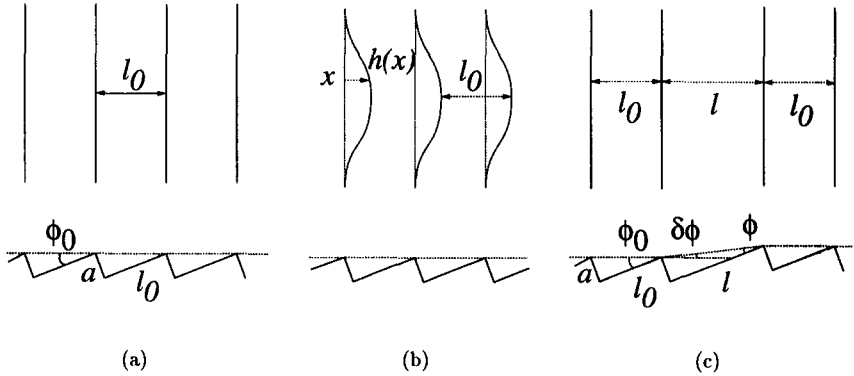 l₀
x h(x) l₀
l₀ l l₀
ϕ₀ a l₀
ϕ₀ δϕ ϕ a l₀ l
(a) (b) (c)